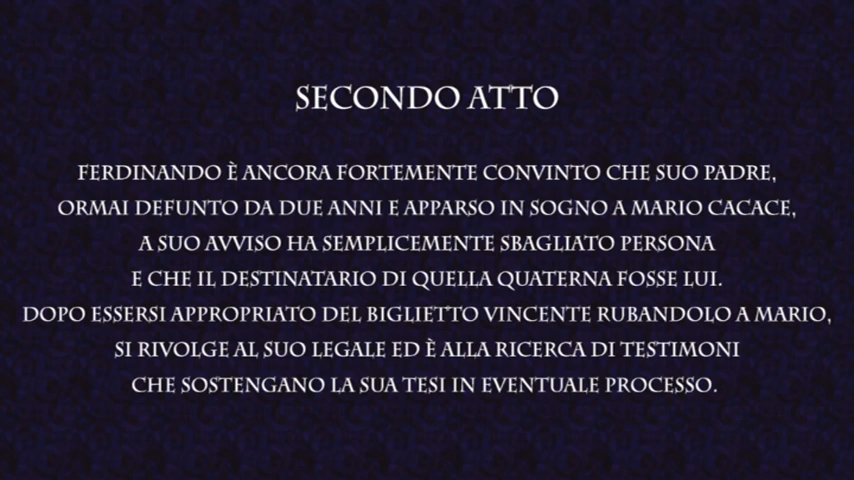 SECONDO ATTO
FERDINANDO È ANCORA FORTEMENTE CONVINTO CHE SUO PADRE,
ORMAI DEFUNTO DA DUE ANNI E APPARSO IN SOGNO A MARIO CACACE,
A SUO AVVISO HA SEMPLICEMENTE SBAGLIATO PERSONA
E CHE IL DESTINATARIO DI QUELLA QUATERNA FOSSE LUI.
DOPO ESSERSI APPROPRIATO DEL BIGLIETTO VINCENTE RUBANDOLO A MARIO,
SI RIVOLGE AL SUO LEGALE ED È ALLA RICERCA DI TESTIMONI
CHE SOSTENGANO LA SUA TESI IN EVENTUALE PROCESSO.